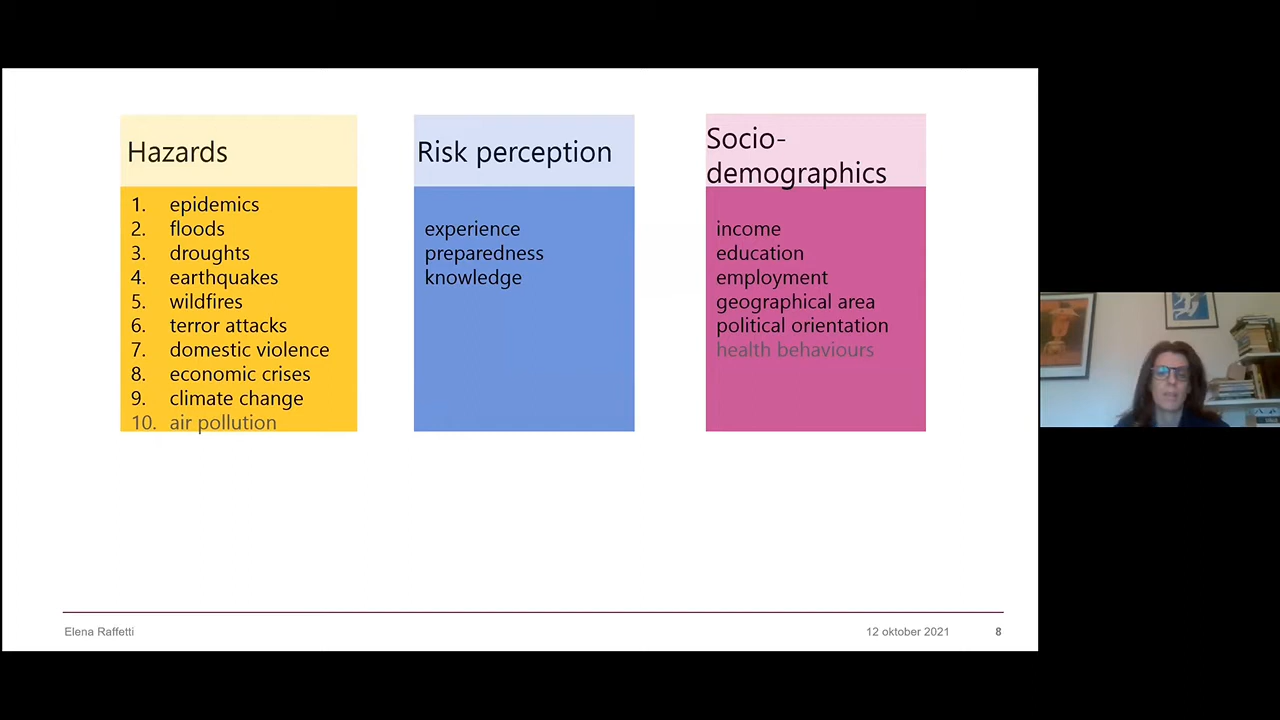 Hazards
1. epidemics
2. floods
3. droughts
4. earthquakes
5. wildfires
6. terror attacks
7. domestic violence
8. economic crises
9. climate change
10. air pollution
Risk perception
experience
preparedness
knowledge
Socio-
demographics
income
education
employment
geographical area
political orientation
health behaviours
Elena Raffetti
12 oktober 2021
8